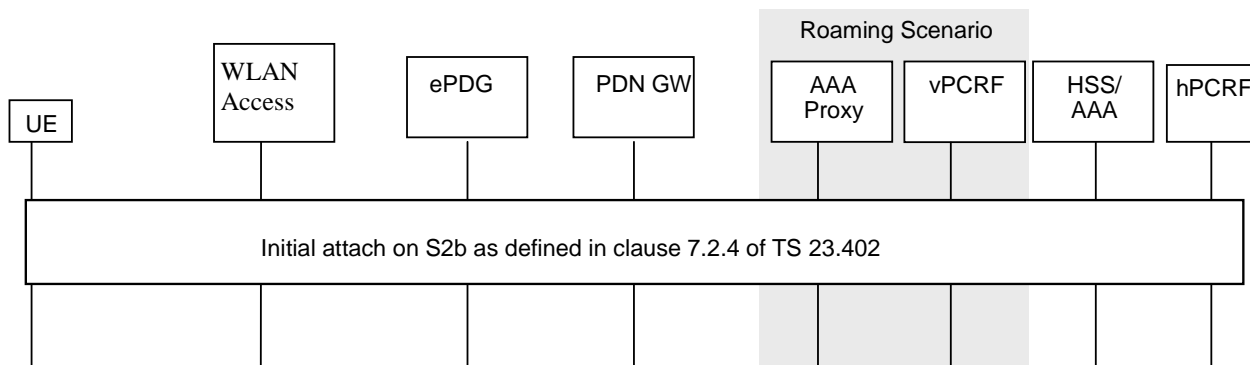 Roaming Scenario
UE
WLAN
Access
ePDG
PDN GW
AAA
Proxy
vPCRF
HSS/
AAA
hPCRF
Initial attach on S2b as defined in clause 7.2.4 of TS 23.402